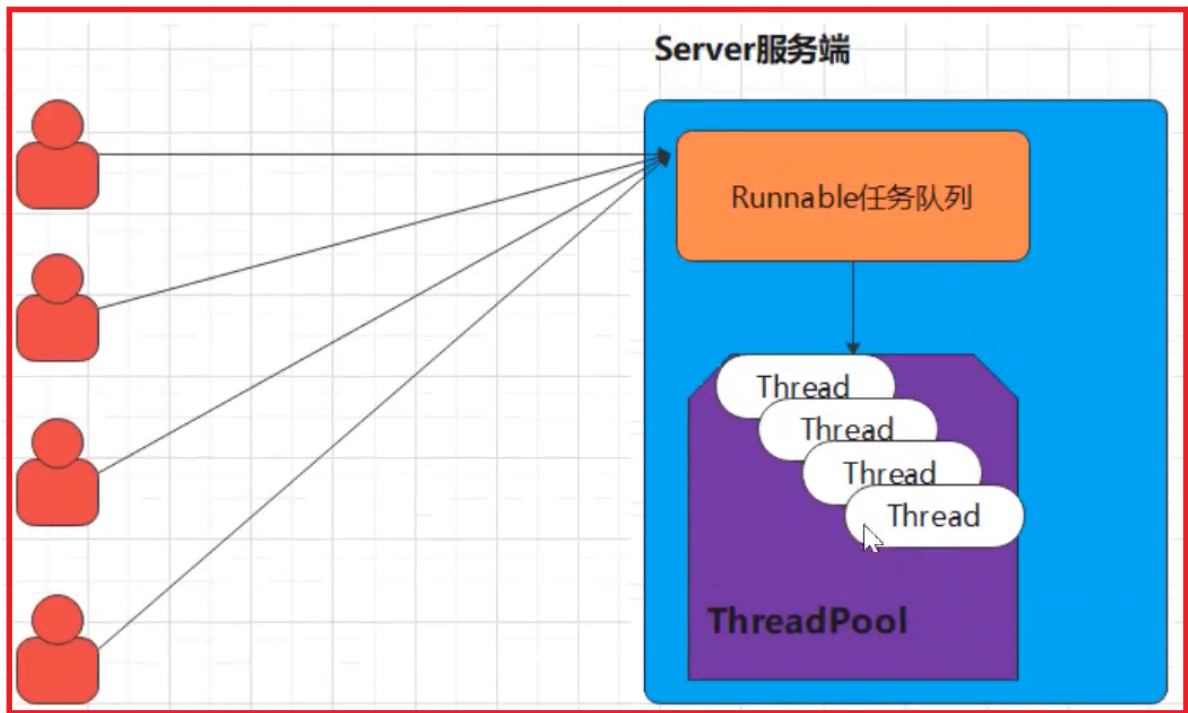 Server服务端
Runnable任务队列
Thread
Thread
Thread
Thread
ThreadPool